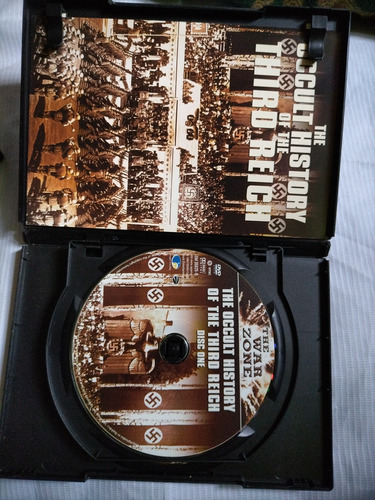 THE
OCCULT HISTORY
OF THE
THIRD REICH
THE WAR ZONE
DVD
THE OCCULT HISTORY
OF THE THIRD REICH
DISC ONE